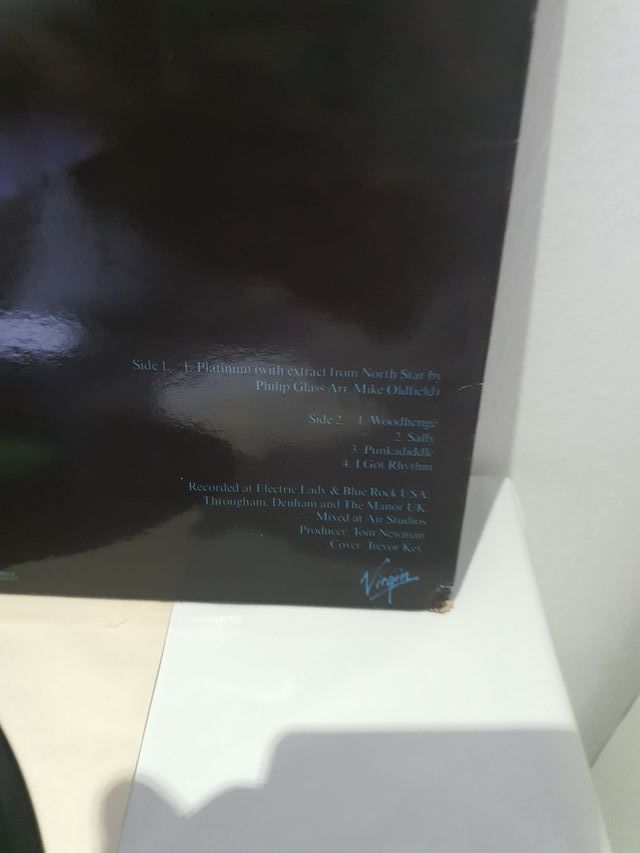 Side 1. 1. Platinum (with extract from North Star by
Philip Glass Arr. Mike Oldfield)
Side 2. 1. Woodhenge
2. Sally
3. Punkadiddle
4. I Got Rhythm
Recorded at Electric Lady & Blue Rock USA.
Througham, Denham and The Manor UK
Mixed at Air Studios
Producer: Tom Newman
Cover: Trevor Key
Virgin